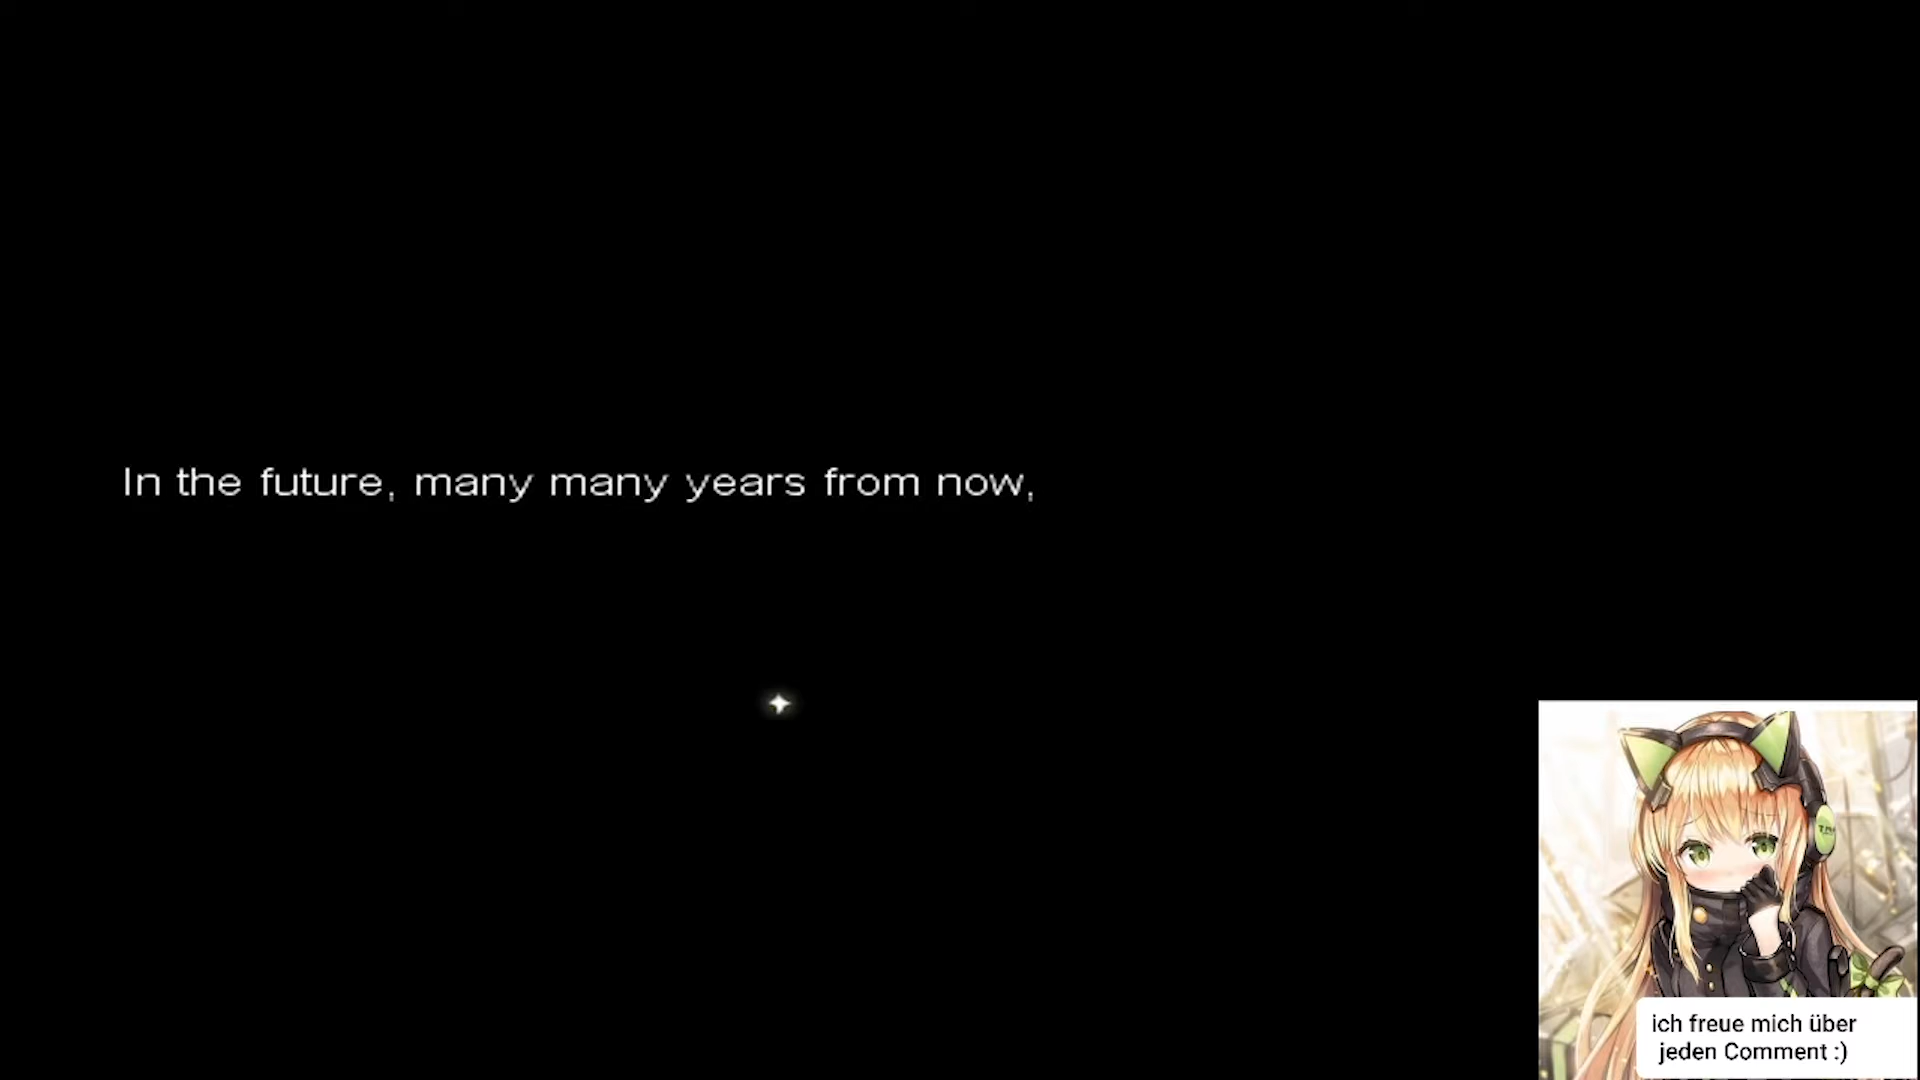 In the future, many many years from now,
ich freue mich über
jeden Comment :)